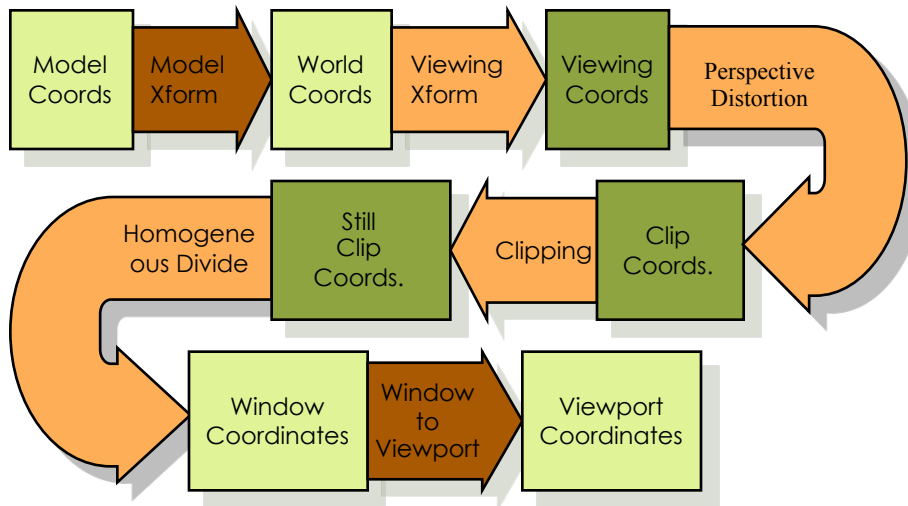 Model
Coords
Model
Xform
World
Coords
Viewing
Xform
Viewing
Coords
Perspective
Distortion
Clip
Coords.
Clipping
Still
Clip
Coords.
Homogene
ous Divide
Window
Coordinates
Window
to
Viewport
Viewport
Coordinates